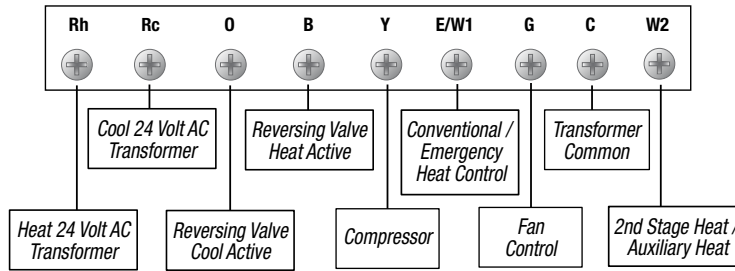 Rh Rc O B Y E/W1 G C W2
Cool 24 Volt AC
Transformer
Reversing Valve
Heat Active
Conventional /
Emergency
Heat Control
Transformer
Common
Heat 24 Volt AC
Transformer
Reversing Valve
Cool Active
Compressor
Fan
Control
2nd Stage Heat /
Auxiliary Heat